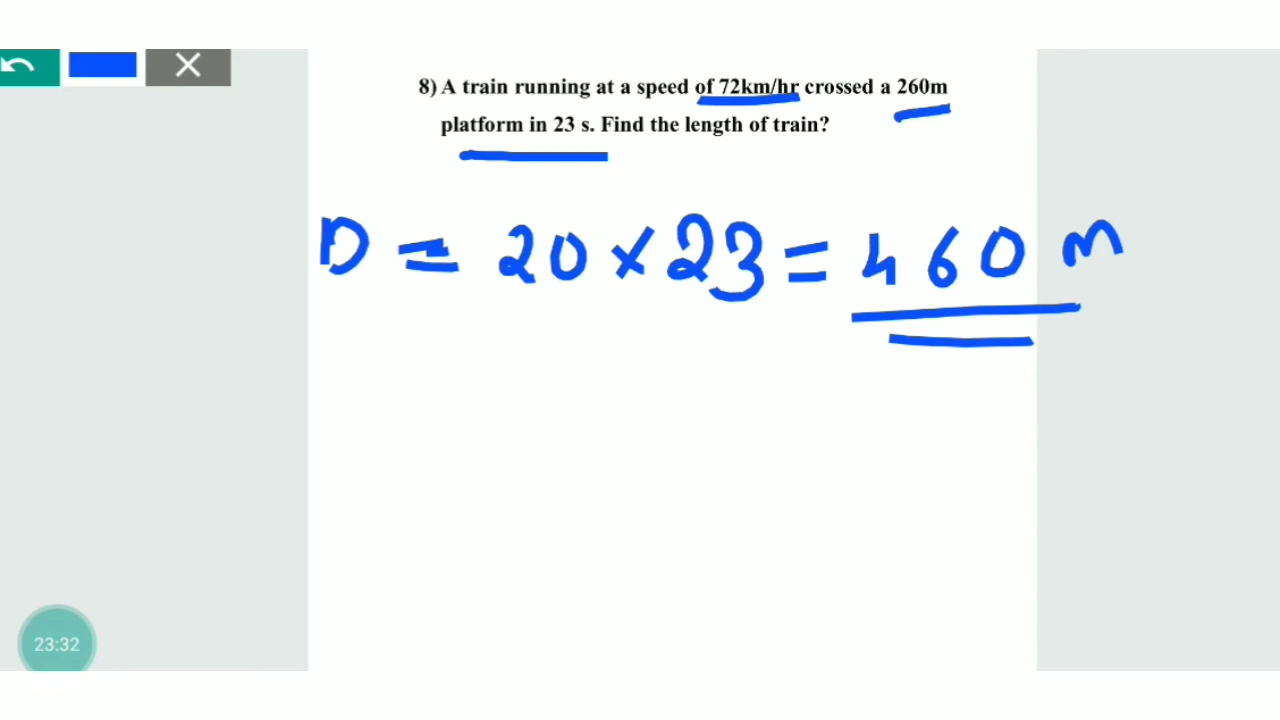 8) A train running at a speed of 72km/hr crossed a 260m
platform in 23 s. Find the length of train?
D = 20 × 23 = 460 m
23:32